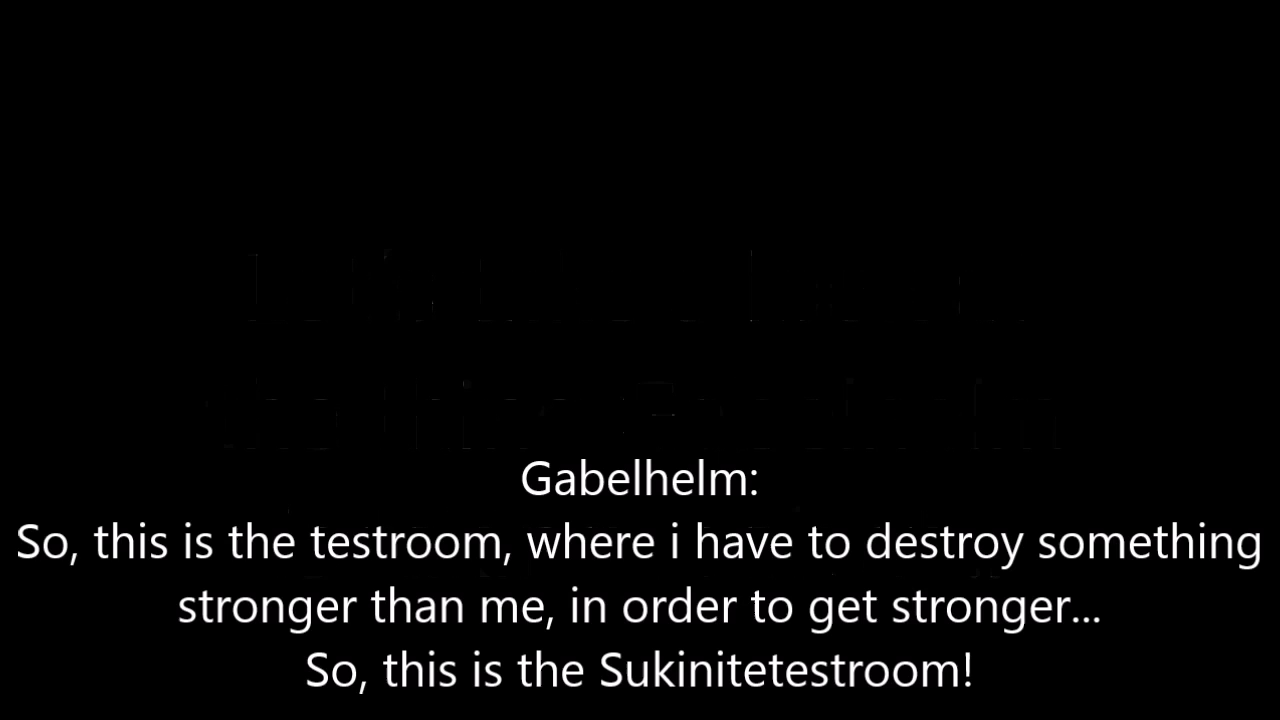 Gabelhelm:
So, this is the testroom, where i have to destroy something
stronger than me, in order to get stronger...
So, this is the Sukinitetestroom!